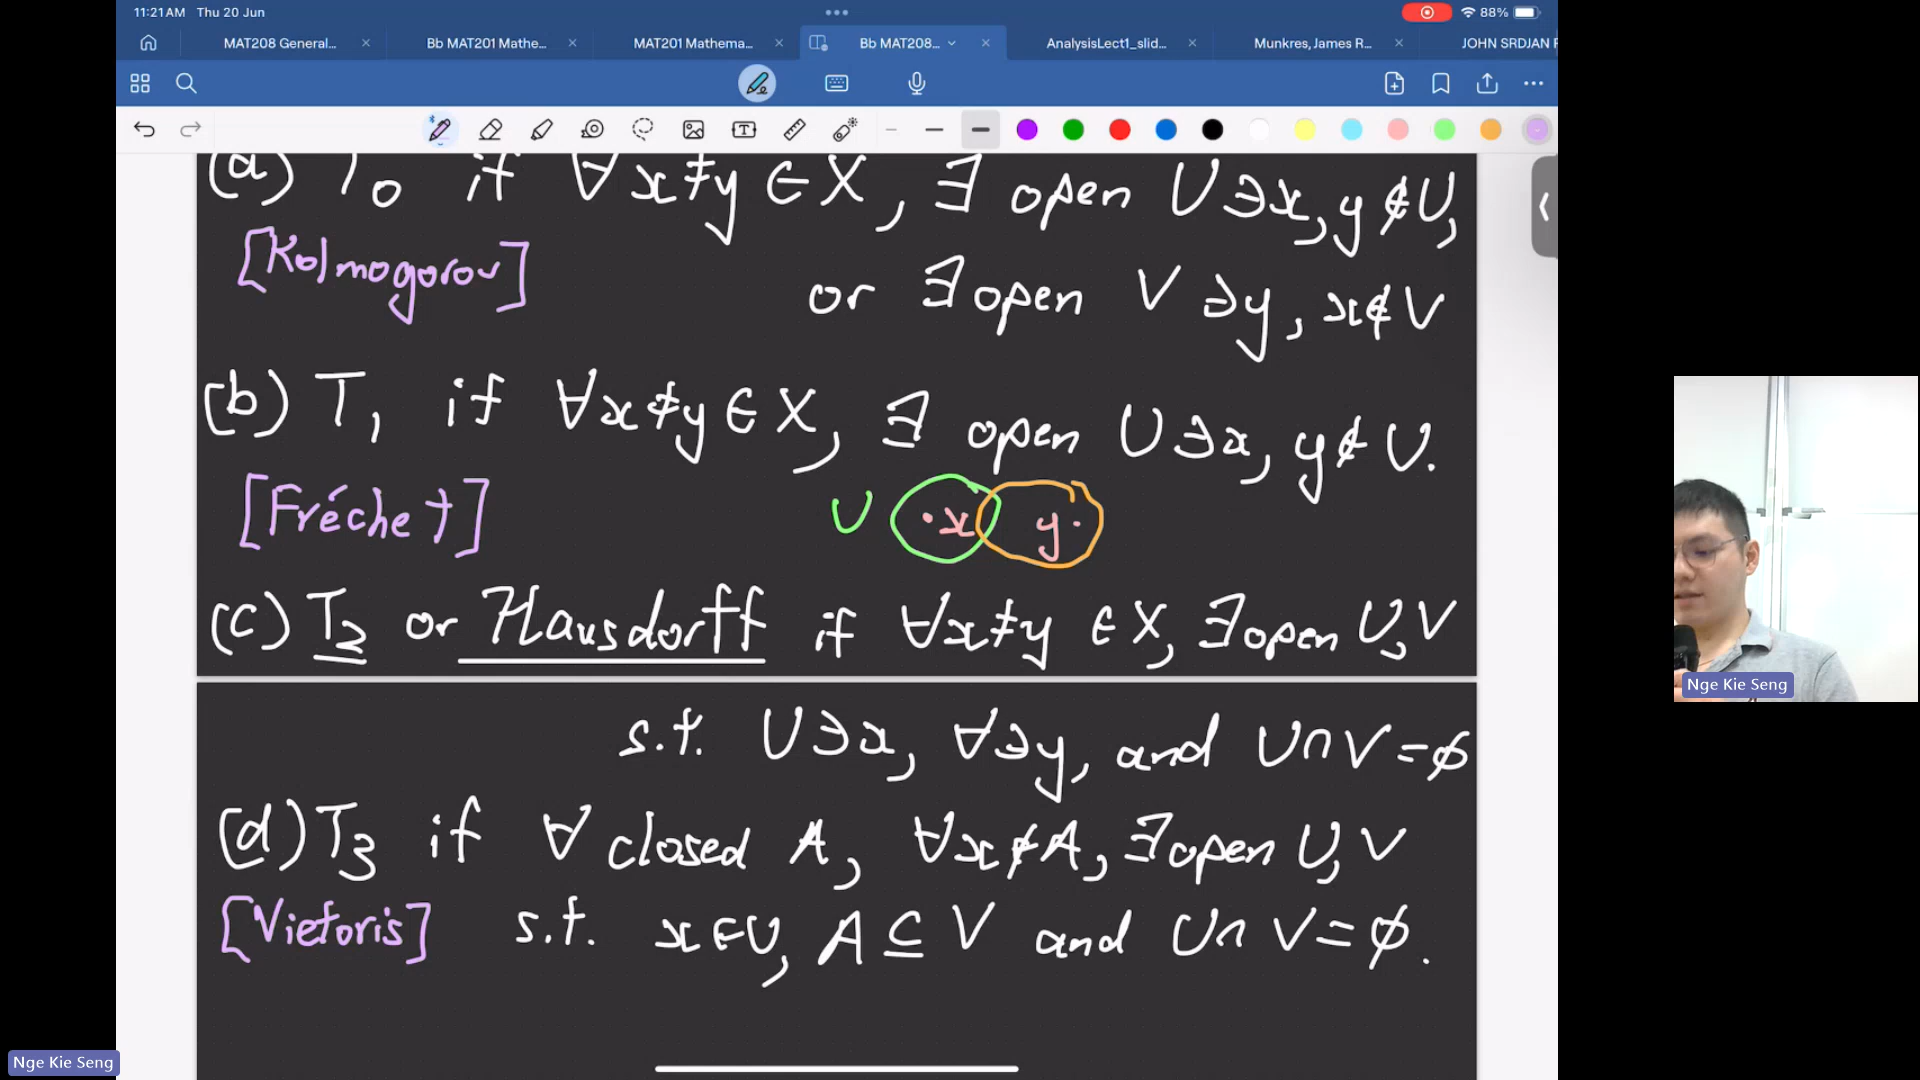 11:21AM Thu 20 Jun
88%
MAT208 General... Bb MAT201 Mathe... MAT201 Mathema... Bb MAT208... AnalysisLect1_slid... Munkres, James R... JOHN SRDJAN P
(a) T₀ if ∀x≠y∈X, ∃ open U∋x, y∉U,
[Kolmogorov]
or ∃ open V∋y, x∉V
(b) T₁ if ∀x≠y∈X, ∃ open U∋x, y∉U.
[Fréchet]
U x y
(c) T₂ or Hausdorff if ∀x≠y∈X, ∃ open U,V
s.t. U∋x, ∀∋y, and U∩V=∅
(d) T₃ if ∀ closed A, ∀x∉A, ∃ open U, V
[Vietoris] s.t. x∈U, A⊆V and U∩V=∅.
Nge Kie Seng
Nge Kie Seng